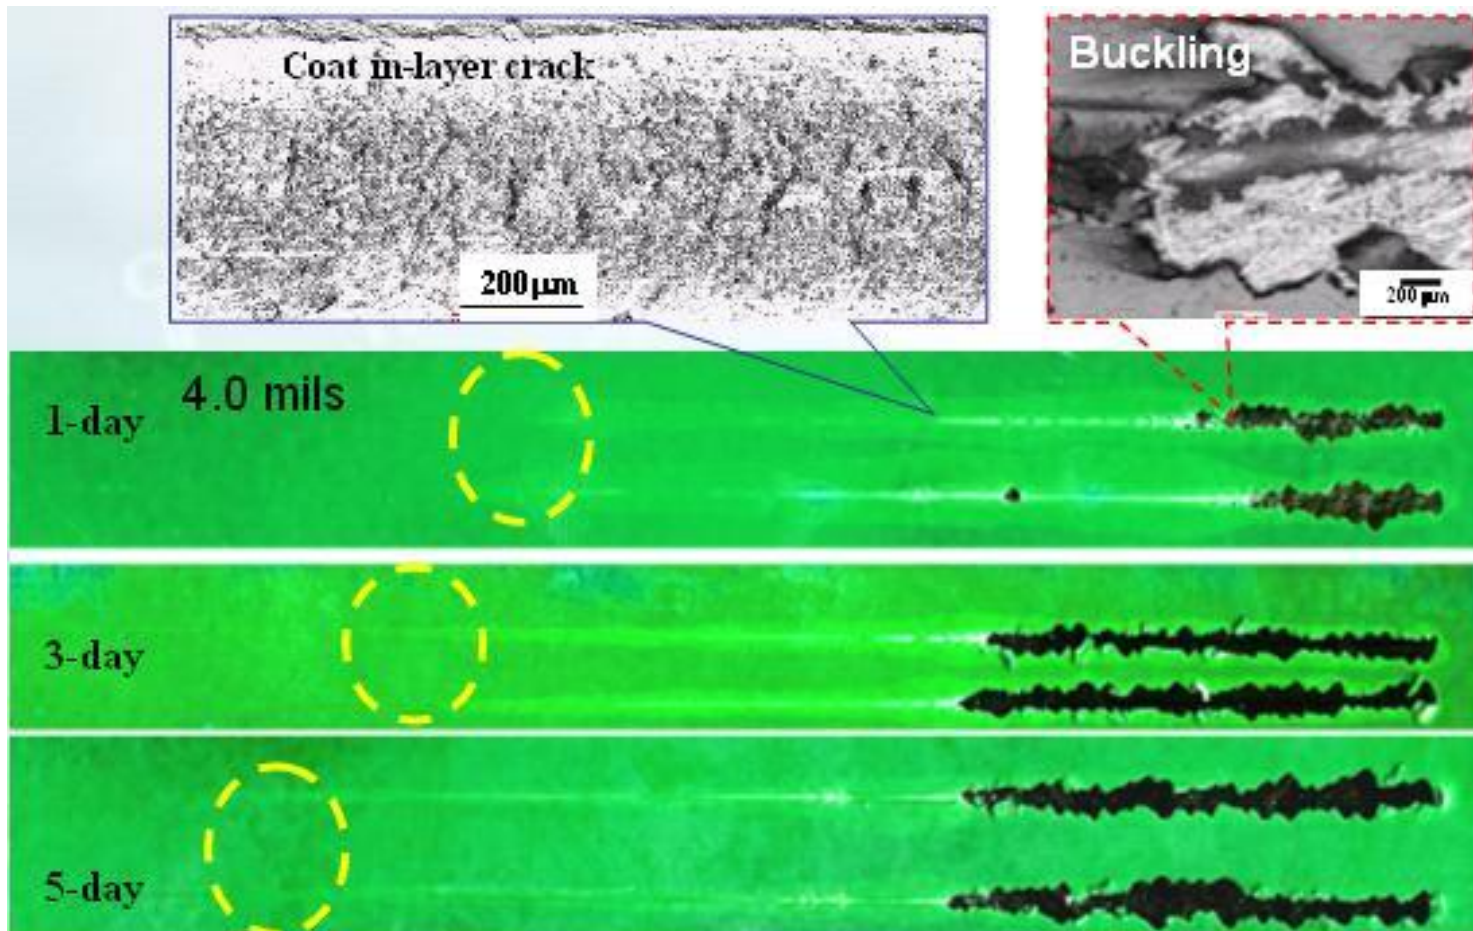 Coat in-layer crack
200μm
Buckling
200 μm
4.0 mils
1-day
3-day
5-day